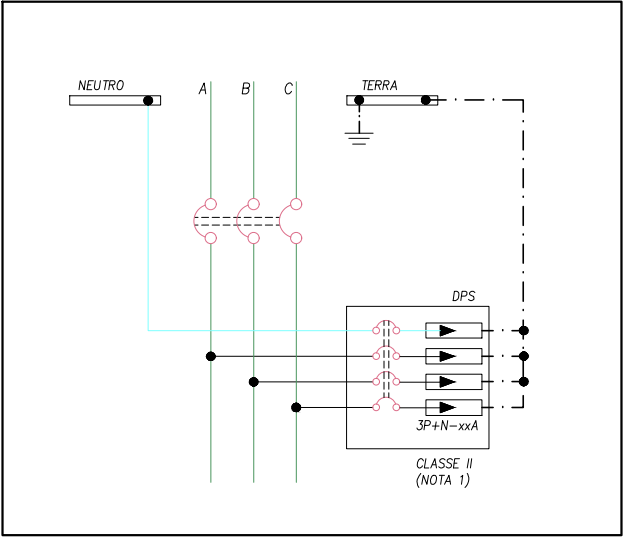 NEUTRO
A
B
C
TERRA
DPS
3P+N-xxA
CLASSE II
(NOTA 1)